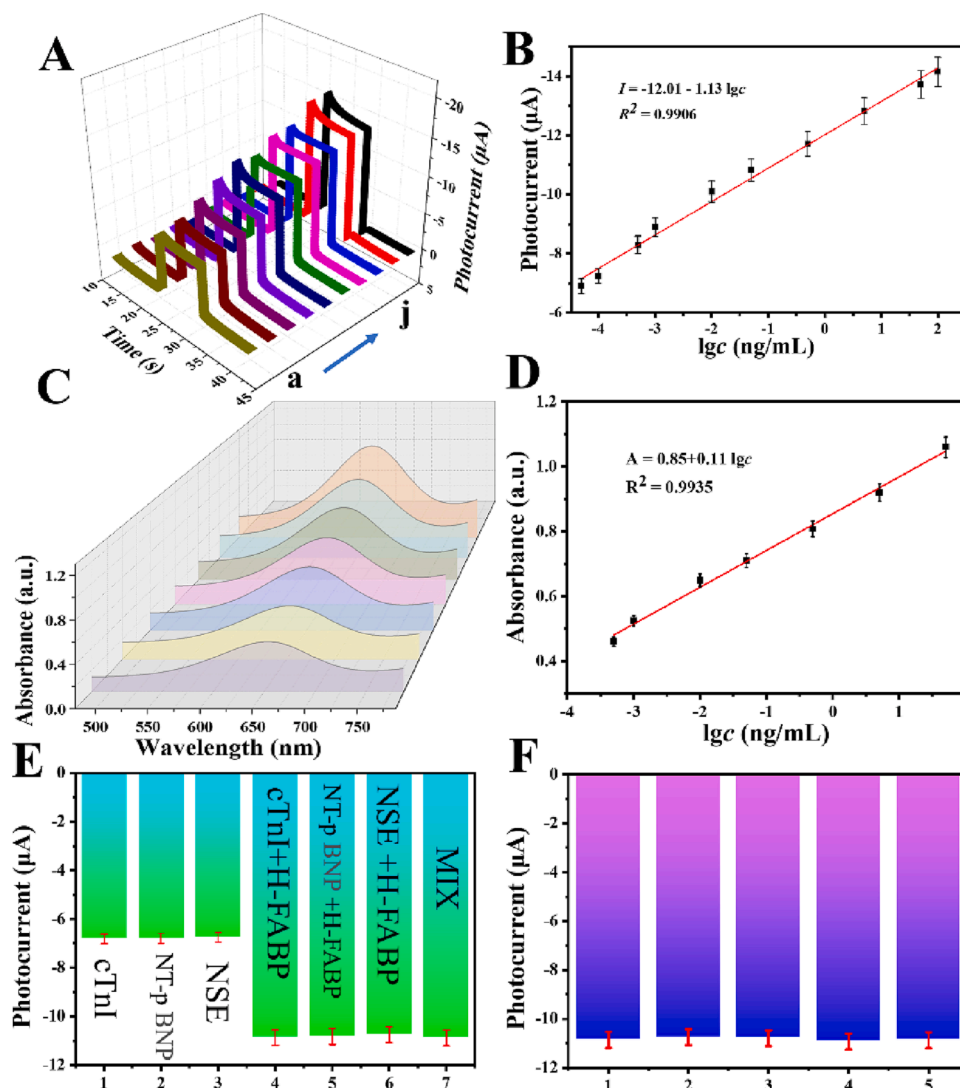 A
-20
-15
-10
-5
0
5
Photocurrent (μA)
10
15
20
25
30
35
40
45
Time (s)
a
j
B
I = -12.01 - 1.13 lgc
R² = 0.9906
-14
-12
-10
-8
-6
Photocurrent (μA)
-4
-3
-2
-1
0
1
2
lgc (ng/mL)
C
1.2
0.8
0.4
0.0
Absorbance (a.u.)
500
550
600
650
700
750
Wavelength (nm)
D
A = 0.85+0.11 lgc
R² = 0.9935
1.2
1.0
0.8
0.6
0.4
Absorbance (a.u.)
-4
-3
-2
-1
0
1
lgc (ng/mL)
E
0
-2
-4
-6
-8
-10
-12
Photocurrent (μA)
cTnI
NT-p BNP
NSE
cTnI+H-FABP
NT-p BNP +H-FABP
NSE +H-FABP
MIX
1
2
3
4
5
6
7
F
0
-2
-4
-6
-8
-10
-12
Photocurrent (μA)
1
2
3
4
5